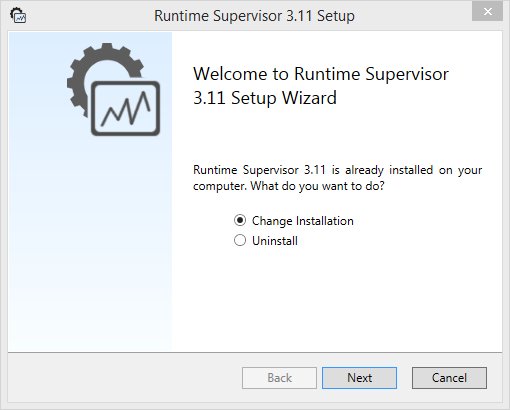 Runtime Supervisor 3.11 Setup
Welcome to Runtime Supervisor
3.11 Setup Wizard
Runtime Supervisor 3.11 is already installed on your
computer. What do you want to do?
Change Installation
Uninstall
Back Next Cancel